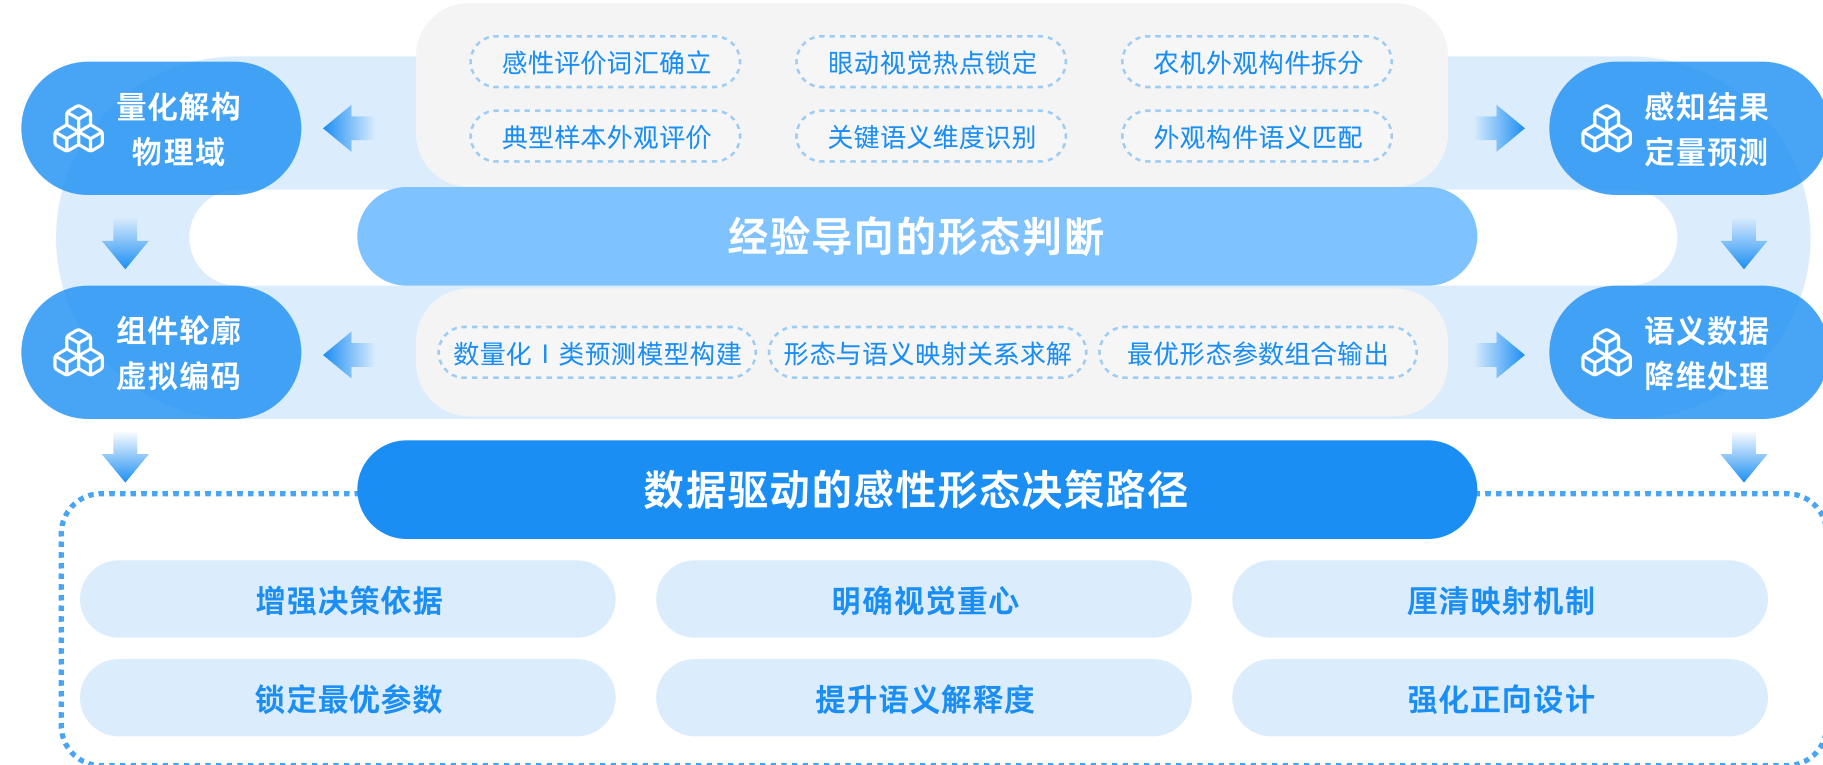 感性评价词汇确立
眼动视觉热点锁定
农机外观构件拆分
典型样本外观评价
关键语义维度识别
外观构件语义匹配
量化解构
物理域
感知结果
定量预测
经验导向的形态判断
组件轮廓
虚拟编码
数量化 I 类预测模型构建
形态与语义映射关系求解
最优形态参数组合输出
语义数据
降维处理
数据驱动的感性形态决策路径
增强决策依据
明确视觉重心
厘清映射机制
锁定最优参数
提升语义解释度
强化正向设计